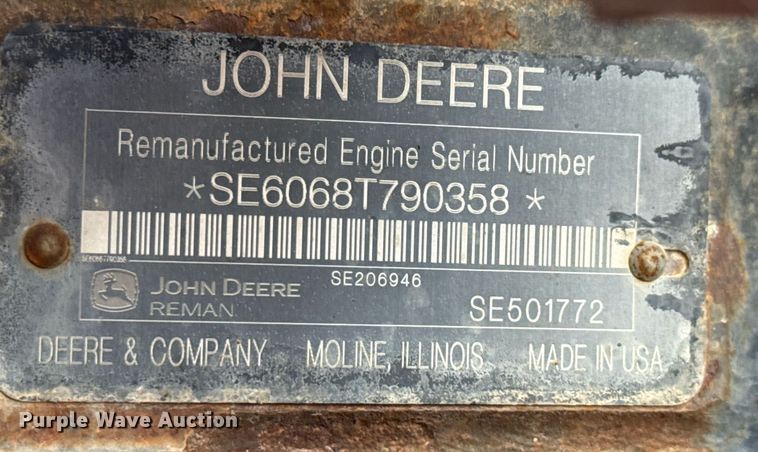 JOHN DEERE
Remanufactured Engine Serial Number
*SE6068T790358*
SE6068T790358
SE206946
JOHN DEERE
REMAN
SE501772
DEERE & COMPANY MOLINE, ILLINOIS MADE IN USA
Purple Wave Auction